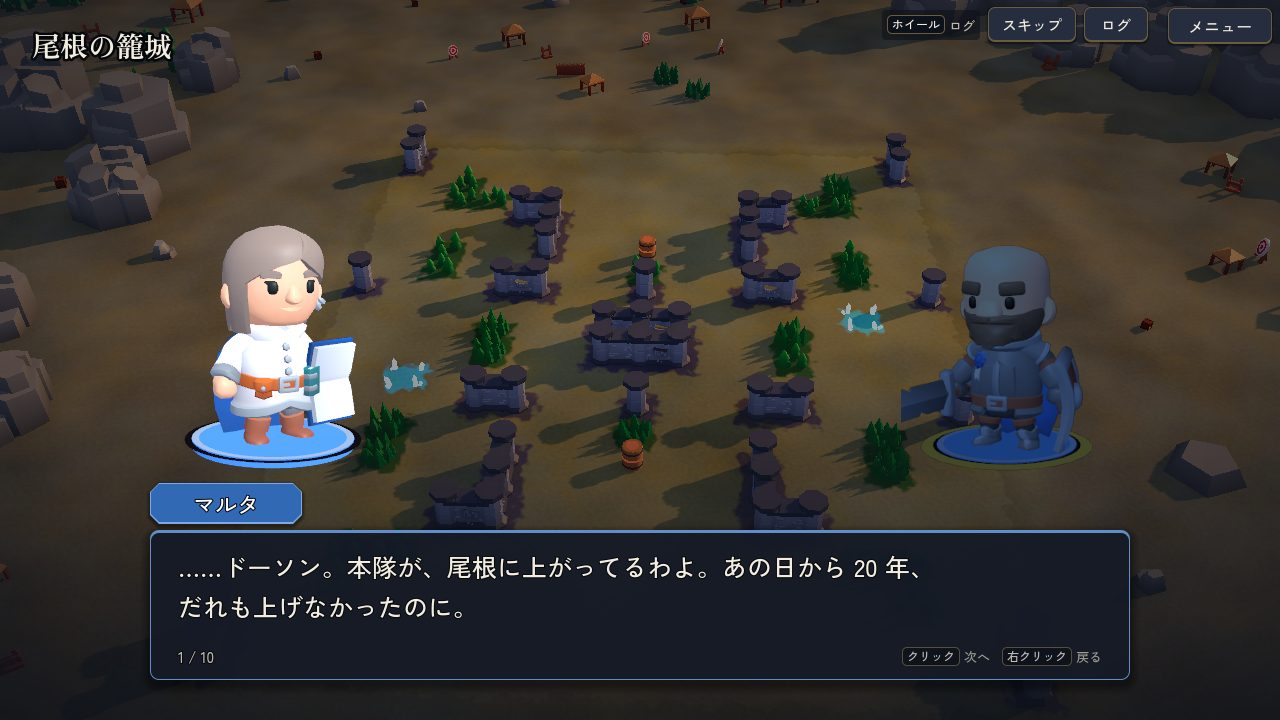 尾根の籠城
ホイール ログ スキップ ログ メニュー
マルタ
……ドーソン。本隊が、尾根に上がってるわよ。あの日から 20 年、
だれも上げなかったのに。
1 / 10
クリック 次へ 右クリック 戻る